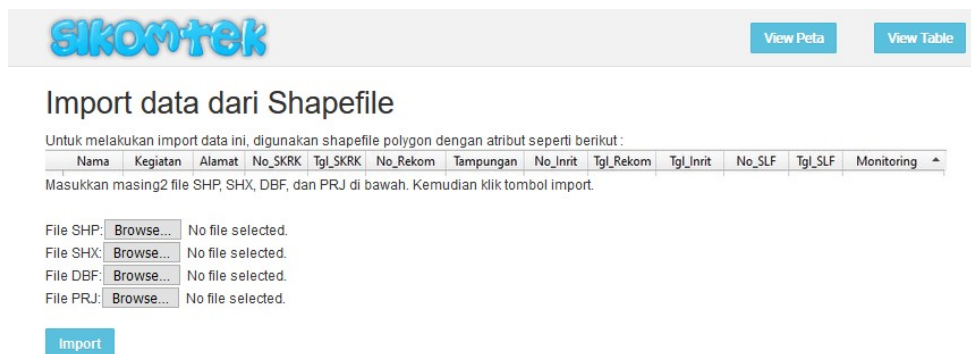 SIKOMTEK
View Peta View Table
Import data dari Shapefile
Untuk melakukan import data ini, digunakan shapefile polygon dengan atribut seperti berikut :
Nama Kegiatan Alamat No_SKRK Tgl_SKRK No_Rekom Tampungan No_Inrit Tgl_Rekom Tgl_Inrit No_SLF Tgl_SLF Monitoring
Masukkan masing2 file SHP, SHX, DBF, dan PRJ di bawah. Kemudian klik tombol import.
File SHP: Browse... No file selected.
File SHX: Browse... No file selected.
File DBF: Browse... No file selected.
File PRJ: Browse... No file selected.
Import